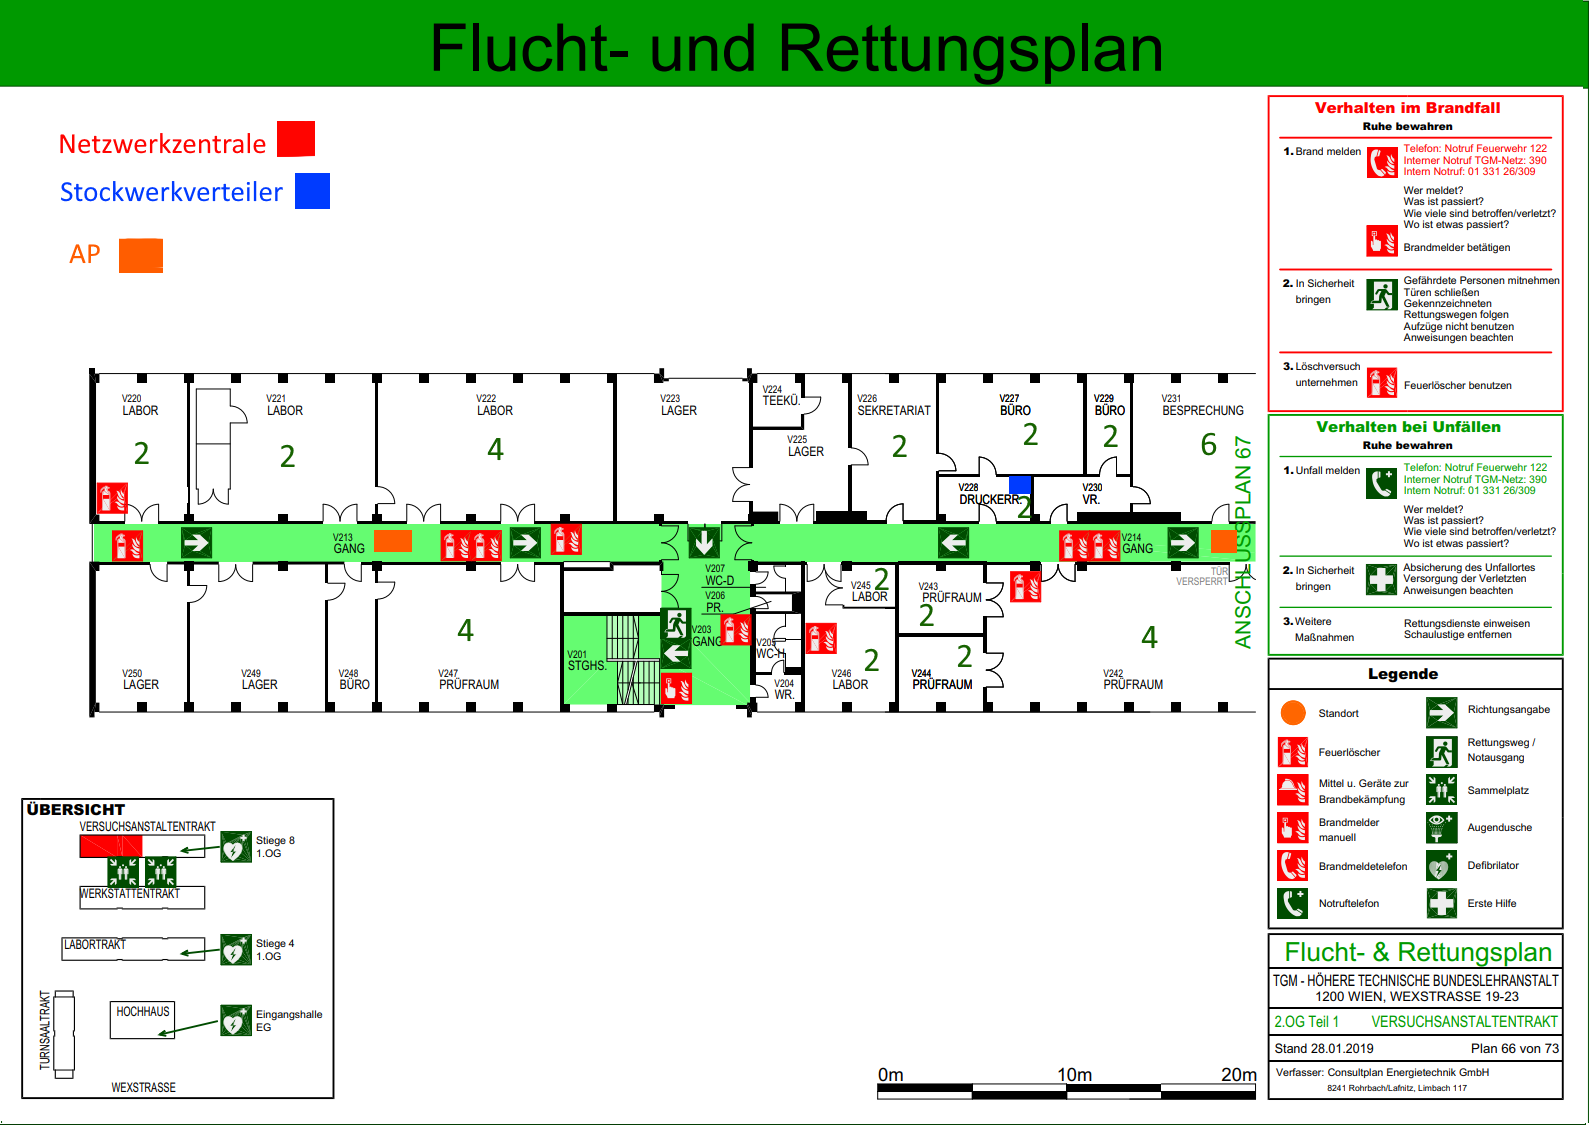 Flucht- und Rettungsplan
Netzwerkzentrale
Stockwerkverteiler
AP
V220
LABOR
2
V221
LABOR
2
V222
LABOR
4
V223
LAGER
V224
TEEKÜ.
V225
LAGER
V226
SEKRETARIAT
2
V227
BÜRO
2
V228
DRUCKERR.
2
V229
BÜRO
2
V230
VR.
V231
BESPRECHUNG
6
V213
GANG
V214
GANG
ANSCHLUSSPLAN 67
TÜR
VERSPERRT
V250
LAGER
V249
LAGER
V248
BÜRO
4
V247
PRÜFRAUM
V201
STGHS.
V207
WC-D
V206
PR.
V203
GANG
V205
WC-H
V204
WR.
V245
LABOR
2
V246
LABOR
2
V243
PRÜFRAUM
2
V244
PRÜFRAUM
2
V242
PRÜFRAUM
4
Verhalten im Brandfall
Ruhe bewahren
1. Brand melden
Telefon: Notruf Feuerwehr 122
Interner Notruf TGM-Netz: 390
Intern Notruf: 01 331 26/309
Wer meldet?
Was ist passiert?
Wie viele sind betroffen/verletzt?
Wo ist etwas passiert?
Brandmelder betätigen
2. In Sicherheit
bringen
Gefährdete Personen mitnehmen
Türen schließen
Gekennzeichneten
Rettungswegen folgen
Aufzüge nicht benutzen
Anweisungen beachten
3. Löschversuch
unternehmen
Feuerlöscher benutzen
Verhalten bei Unfällen
Ruhe bewahren
1. Unfall melden
Telefon: Notruf Feuerwehr 122
Interner Notruf TGM-Netz: 390
Intern Notruf: 01 331 26/309
Wer meldet?
Was ist passiert?
Wie viele sind betroffen/verletzt?
Wo ist etwas passiert?
2. In Sicherheit
bringen
Absicherung des Unfallortes
Versorgung der Verletzten
Anweisungen beachten
3. Weitere
Maßnahmen
Rettungsdienste einweisen
Schaulustige entfernen
Legende
Standort
Richtungsangabe
Feuerlöscher
Rettungsweg /
Notausgang
Mittel u. Geräte zur
Brandbekämpfung
Sammelplatz
Brandmelder
manuell
Augendusche
Brandmeldetelefon
Defibrilator
Notruftelefon
Erste Hilfe
Flucht- & Rettungsplan
TGM - HÖHERE TECHNISCHE BUNDESLEHRANSTALT
1200 WIEN, WEXSTRASSE 19-23
2.OG Teil 1 VERSUCHSANSTALTENTRAKT
Stand 28.01.2019 Plan 66 von 73
Verfasser: Consultplan Energietechnik GmbH
8241 Rohrbach/Lafnitz, Limbach 117
ÜBERSICHT
VERSUCHSANSTALTENTRAKT
Stiege 8
1.OG
WERKSTÄTTENTRAKT
LABORTRAKT
Stiege 4
1.OG
TURNSAALTRAKT
HOCHHAUS
Eingangshalle
EG
WEXSTRASSE
0m 10m 20m